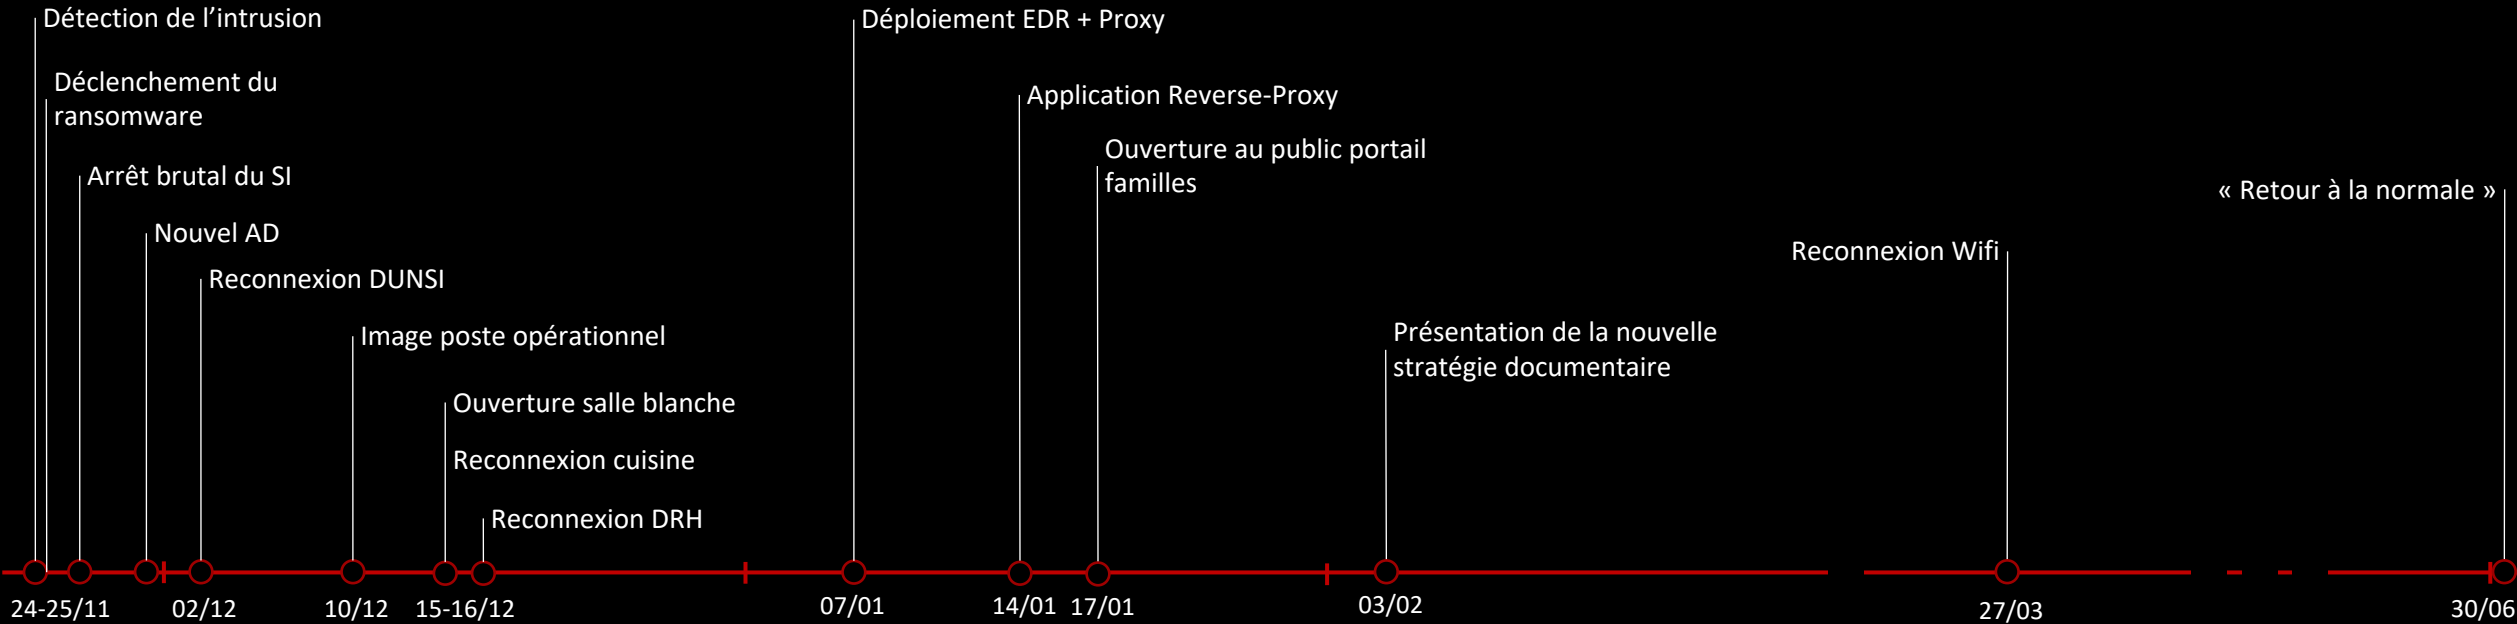 Détection de l’intrusion
Déclenchement du
ransomware
Arrêt brutal du SI
Nouvel AD
Reconnexion DUNSI
Image poste opérationnel
Ouverture salle blanche
Reconnexion cuisine
Reconnexion DRH
Déploiement EDR + Proxy
Application Reverse-Proxy
Ouverture au public portail
familles
Présentation de la nouvelle
stratégie documentaire
Reconnexion Wifi
« Retour à la normale »
24-25/11
02/12
10/12
15-16/12
07/01
14/01
17/01
03/02
27/03
30/06